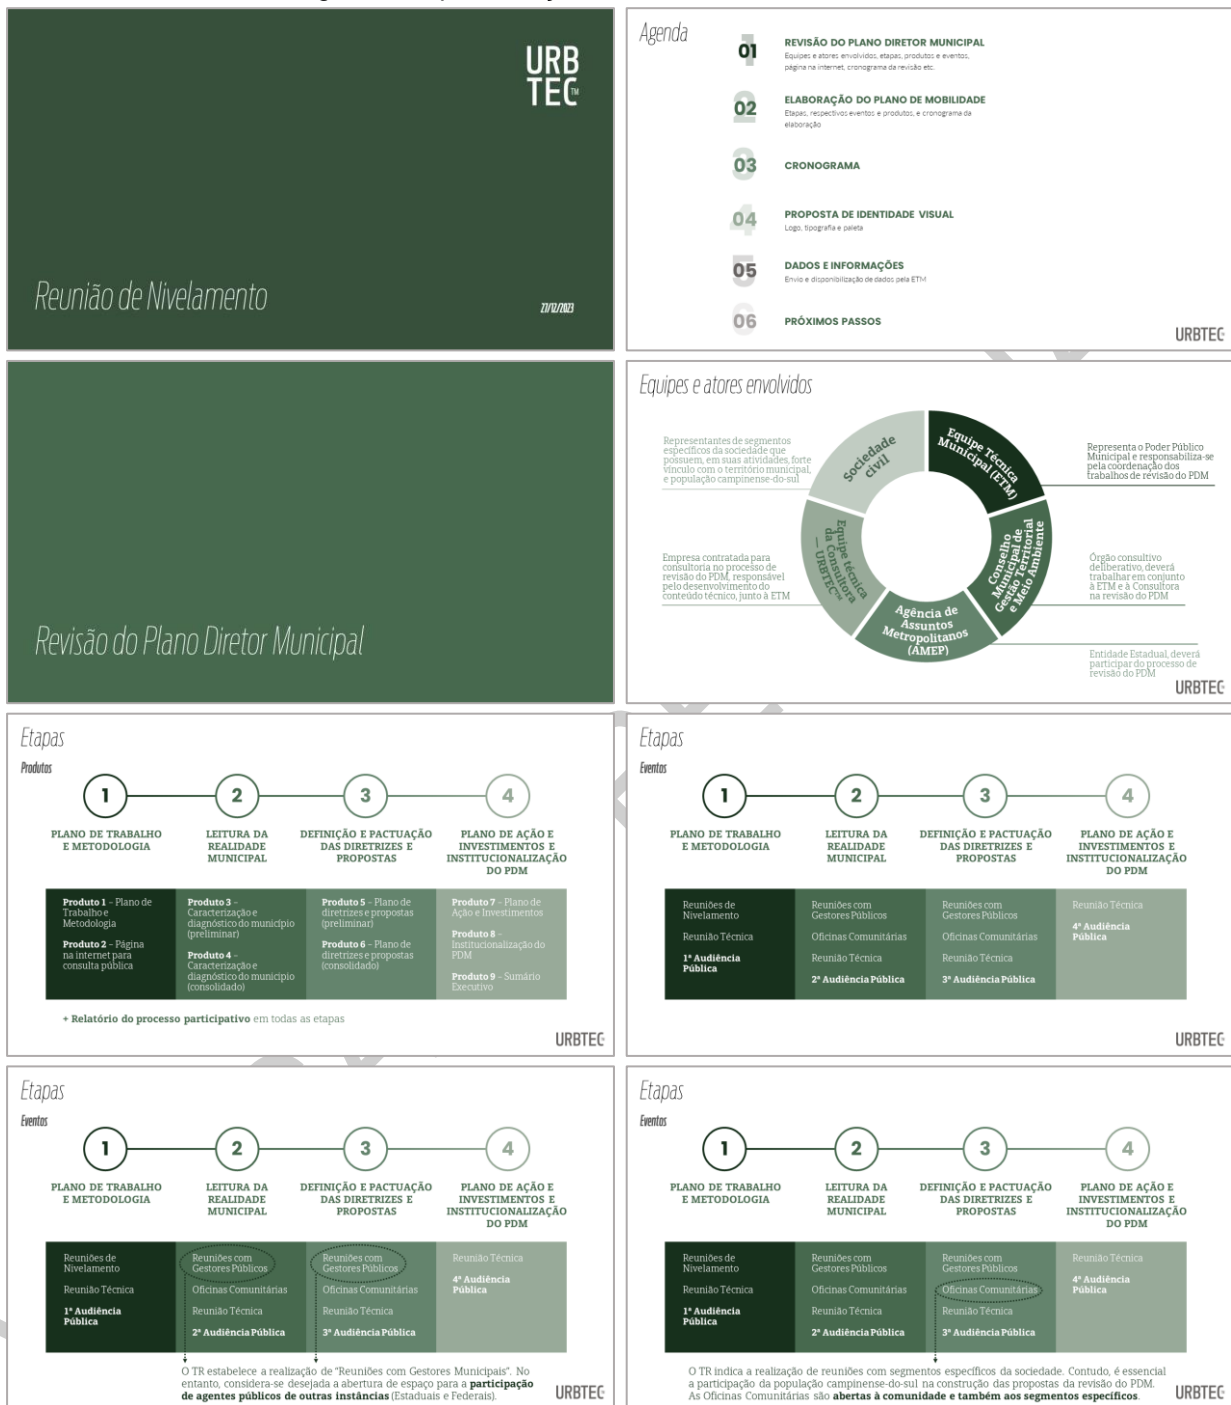 URB
TEC™
Reunião de Nivelamento
21/12/2023
Agenda
01
REVISÃO DO PLANO DIRETOR MUNICIPAL
Equipes e atores envolvidos, etapas, produtos e eventos,
página na internet, cronograma da revisão etc.
02
ELABORAÇÃO DO PLANO DE MOBILIDADE
Etapas, respectivos eventos e produtos, e cronograma da
elaboração
03
CRONOGRAMA
04
PROPOSTA DE IDENTIDADE VISUAL
Logo, tipografia e paleta
05
DADOS E INFORMAÇÕES
Envio e disponibilização de dados pela ETM
06
PRÓXIMOS PASSOS
URBTEC
Revisão do Plano Diretor Municipal
Equipes e atores envolvidos
Representantes de segmentos
específicos da sociedade que
possuem, em suas atividades, forte
vínculo com o território municipal,
e população campinense-do-sul
Empresa contratada para
consultoria no processo de
revisão do PDM, responsável
pelo desenvolvimento do
conteúdo técnico, junto à ETM
Sociedade
civil
Equipe Técnica
Municipal (ETM)
Equipe técnica
da Consultora
— URBTEC™
Conselho
Municipal de
Gestão Territorial
e Meio Ambiente
Agência de
Assuntos
Metropolitanos
(AMEP)
Representa o Poder Público
Municipal e responsabiliza-se
pela coordenação dos
trabalhos de revisão do PDM
Órgão consultivo
deliberativo, deverá
trabalhar em conjunto
à ETM e à Consultora
na revisão do PDM
Entidade Estadual, deverá
participar do processo de
revisão do PDM
URBTEC
Etapas
Produtos
1
2
3
4
PLANO DE TRABALHO
E METODOLOGIA
LEITURA DA
REALIDADE
MUNICIPAL
DEFINIÇÃO E PACTUAÇÃO
DAS DIRETRIZES E
PROPOSTAS
PLANO DE AÇÃO E
INVESTIMENTOS E
INSTITUCIONALIZAÇÃO
DO PDM
Produto 1 – Plano de
Trabalho e
Metodologia
Produto 2 – Página
na internet para
consulta pública
Produto 3 –
Caracterização e
diagnóstico do município
(preliminar)
Produto 4 –
Caracterização e
diagnóstico do município
(consolidado)
Produto 5 – Plano de
diretrizes e propostas
(preliminar)
Produto 6 – Plano de
diretrizes e propostas
(consolidado)
Produto 7 – Plano de
Ação e Investimentos
Produto 8 –
Institucionalização do
PDM
Produto 9 – Sumário
Executivo
+ Relatório do processo participativo em todas as etapas
URBTEC
Etapas
Eventos
1
2
3
4
PLANO DE TRABALHO
E METODOLOGIA
LEITURA DA
REALIDADE
MUNICIPAL
DEFINIÇÃO E PACTUAÇÃO
DAS DIRETRIZES E
PROPOSTAS
PLANO DE AÇÃO E
INVESTIMENTOS E
INSTITUCIONALIZAÇÃO
DO PDM
Reuniões de
Nivelamento
Reunião Técnica
1ª Audiência
Pública
Reuniões com
Gestores Públicos
Oficinas Comunitárias
Reunião Técnica
2ª Audiência Pública
Reuniões com
Gestores Públicos
Oficinas Comunitárias
Reunião Técnica
3ª Audiência Pública
Reunião Técnica
4ª Audiência
Pública
URBTEC
Etapas
Eventos
1
2
3
4
PLANO DE TRABALHO
E METODOLOGIA
LEITURA DA
REALIDADE
MUNICIPAL
DEFINIÇÃO E PACTUAÇÃO
DAS DIRETRIZES E
PROPOSTAS
PLANO DE AÇÃO E
INVESTIMENTOS E
INSTITUCIONALIZAÇÃO
DO PDM
Reuniões de
Nivelamento
Reunião Técnica
1ª Audiência
Pública
Reuniões com
Gestores Públicos
Oficinas Comunitárias
Reunião Técnica
2ª Audiência Pública
Reuniões com
Gestores Públicos
Oficinas Comunitárias
Reunião Técnica
3ª Audiência Pública
Reunião Técnica
4ª Audiência
Pública
O TR estabelece a realização de “Reuniões com Gestores Municipais”. No
entanto, considera-se desejada a abertura de espaço para a participação
de agentes públicos de outras instâncias (Estaduais e Federais).
URBTEC
Etapas
Eventos
1
2
3
4
PLANO DE TRABALHO
E METODOLOGIA
LEITURA DA
REALIDADE
MUNICIPAL
DEFINIÇÃO E PACTUAÇÃO
DAS DIRETRIZES E
PROPOSTAS
PLANO DE AÇÃO E
INVESTIMENTOS E
INSTITUCIONALIZAÇÃO
DO PDM
Reuniões de
Nivelamento
Reunião Técnica
1ª Audiência
Pública
Reuniões com
Gestores Públicos
Oficinas Comunitárias
Reunião Técnica
2ª Audiência Pública
Reuniões com
Gestores Públicos
Oficinas Comunitárias
Reunião Técnica
3ª Audiência Pública
Reunião Técnica
4ª Audiência
Pública
O TR indica a realização de reuniões com segmentos específicos da sociedade. Contudo, é essencial
a participação da população campinense-do-sul na construção das propostas da revisão do PDM.
As Oficinas Comunitárias são abertas à comunidade e também aos segmentos específicos.
URBTEC